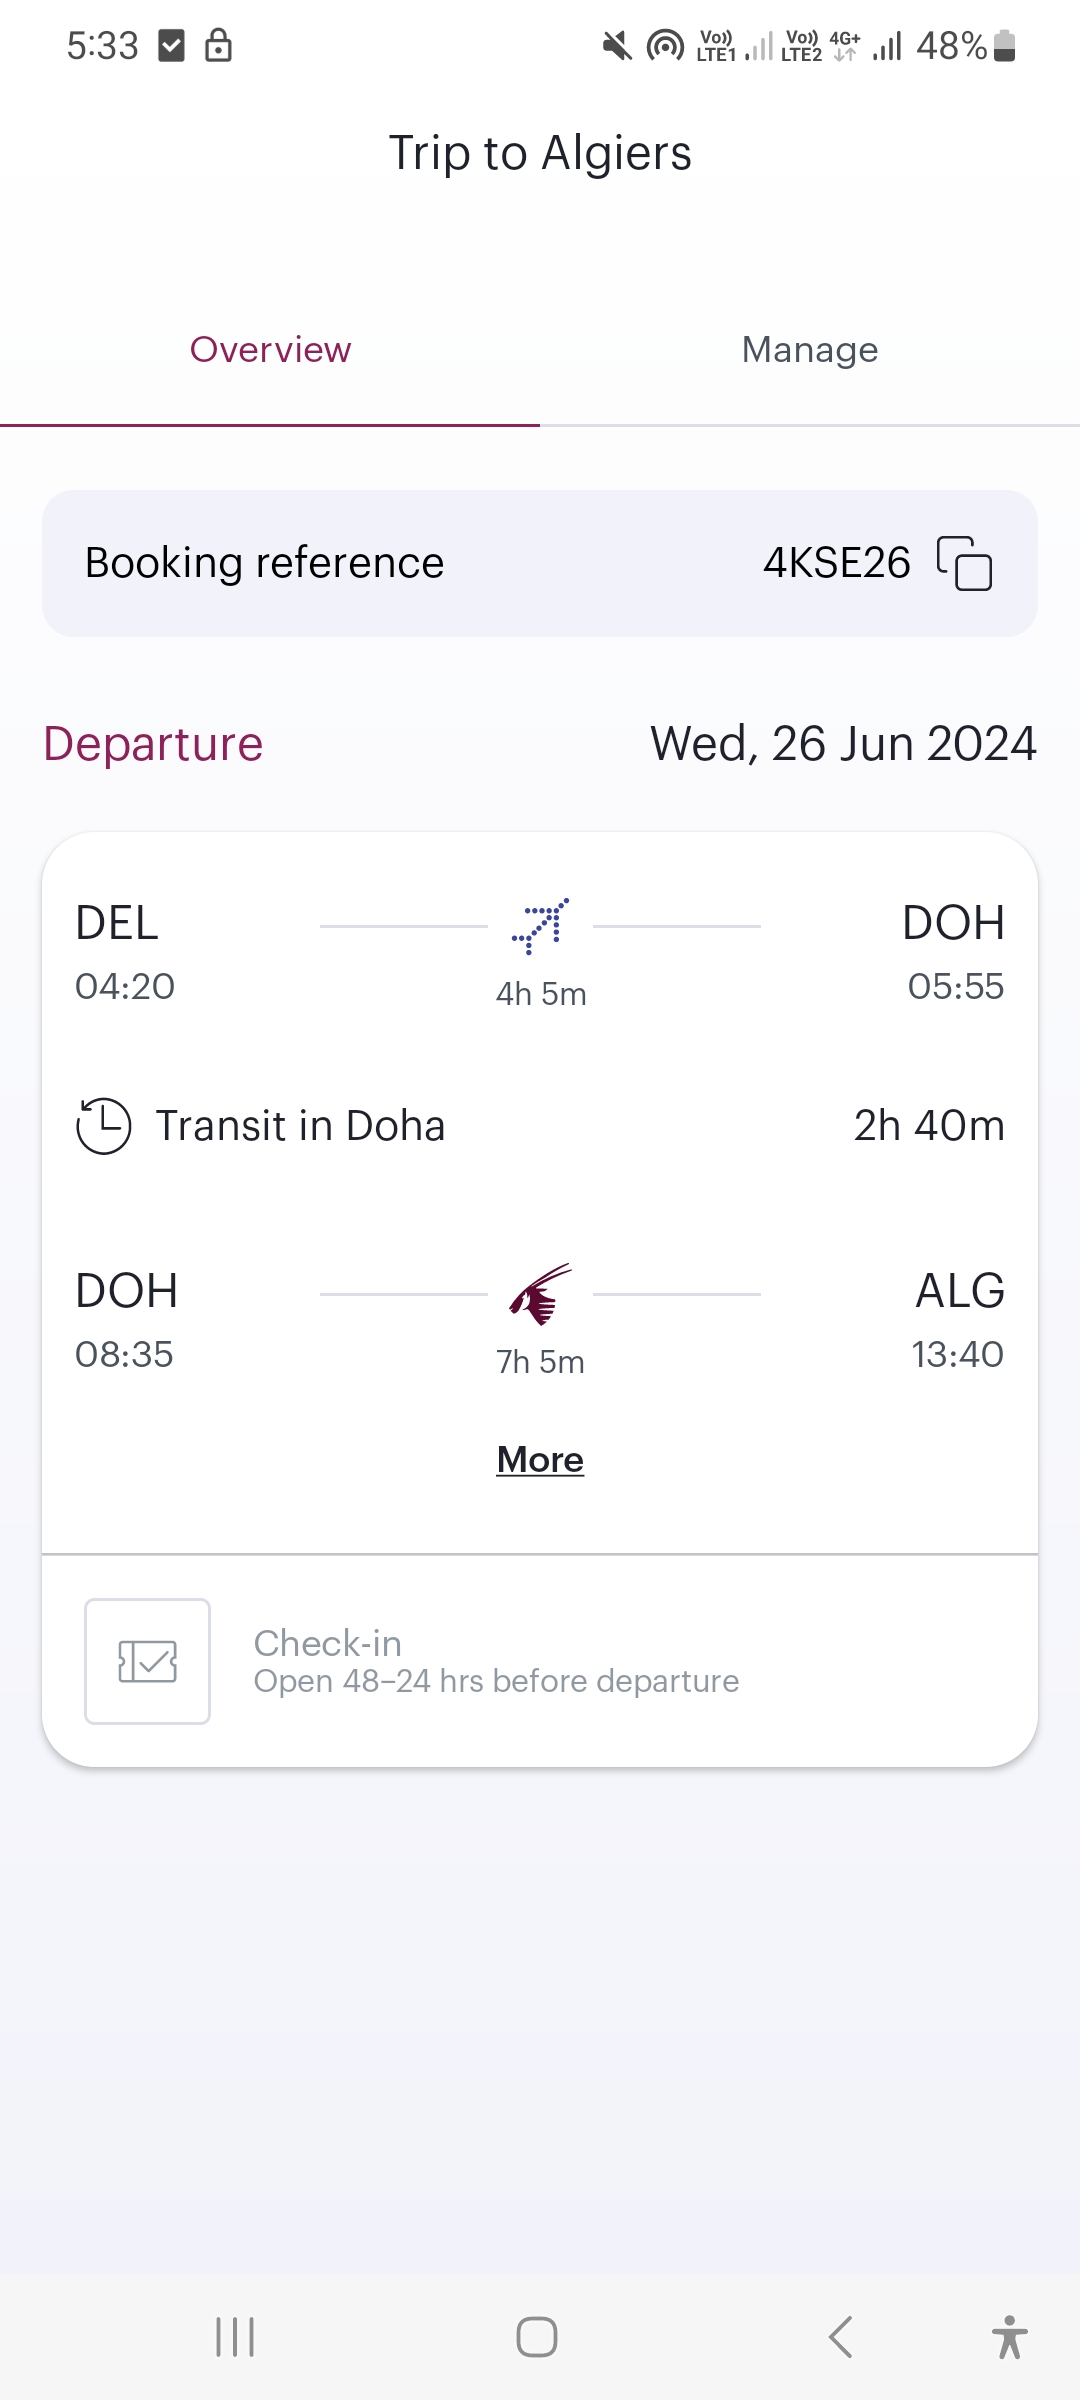 5:33 Vo)) LTE1 Vo)) LTE2 4G+ 48%
Trip to Algiers
Overview Manage
Booking reference 4KSE26
Departure Wed, 26 Jun 2024
DEL DOH
04:20 4h 5m 05:55
Transit in Doha 2h 40m
DOH ALG
08:35 7h 5m 13:40
More
Check-in
Open 48–24 hrs before departure